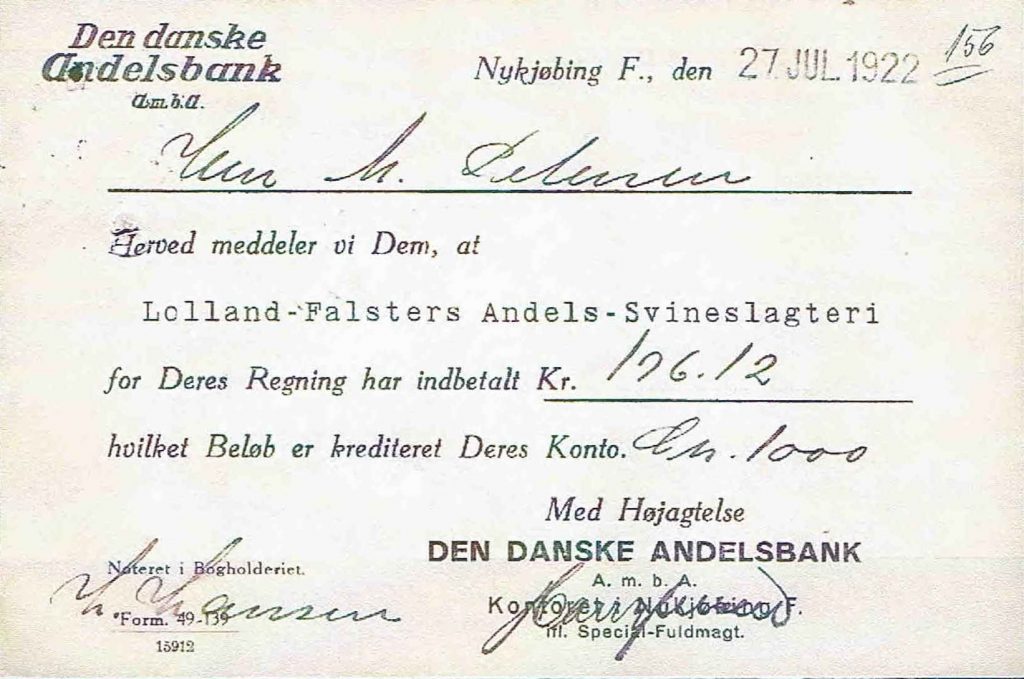 Den danske
Andelsbank
A.m.b.A.
Nykjøbing F., den 27 JUL. 1922 156
Herr M. Petersen
Herved meddeler vi Dem, at
Lolland-Falsters Andels-Svineslagteri
for Deres Regning har indbetalt Kr. 176.12
hvilket Beløb er krediteret Deres Konto. 1000
Med Højagtelse
DEN DANSKE ANDELSBANK
A. m. b. A.
Kontoret i Nykjøbing F.
ifl. Special-Fuldmagt.
Noteret i Bogholderiet.
Hansen
Form. 49-139
15912